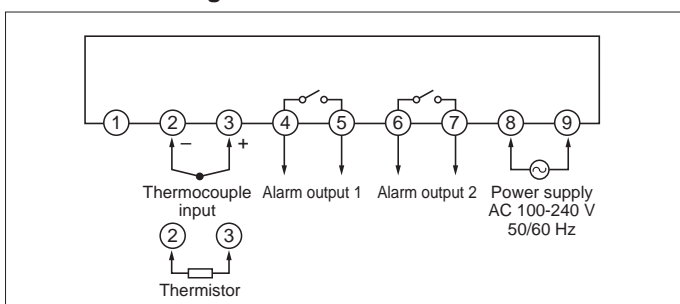 1 2 3 4 5 6 7 8 9
− +
Thermocouple input Alarm output 1 Alarm output 2 Power supply
AC 100-240 V
50/60 Hz
2 3
Thermistor